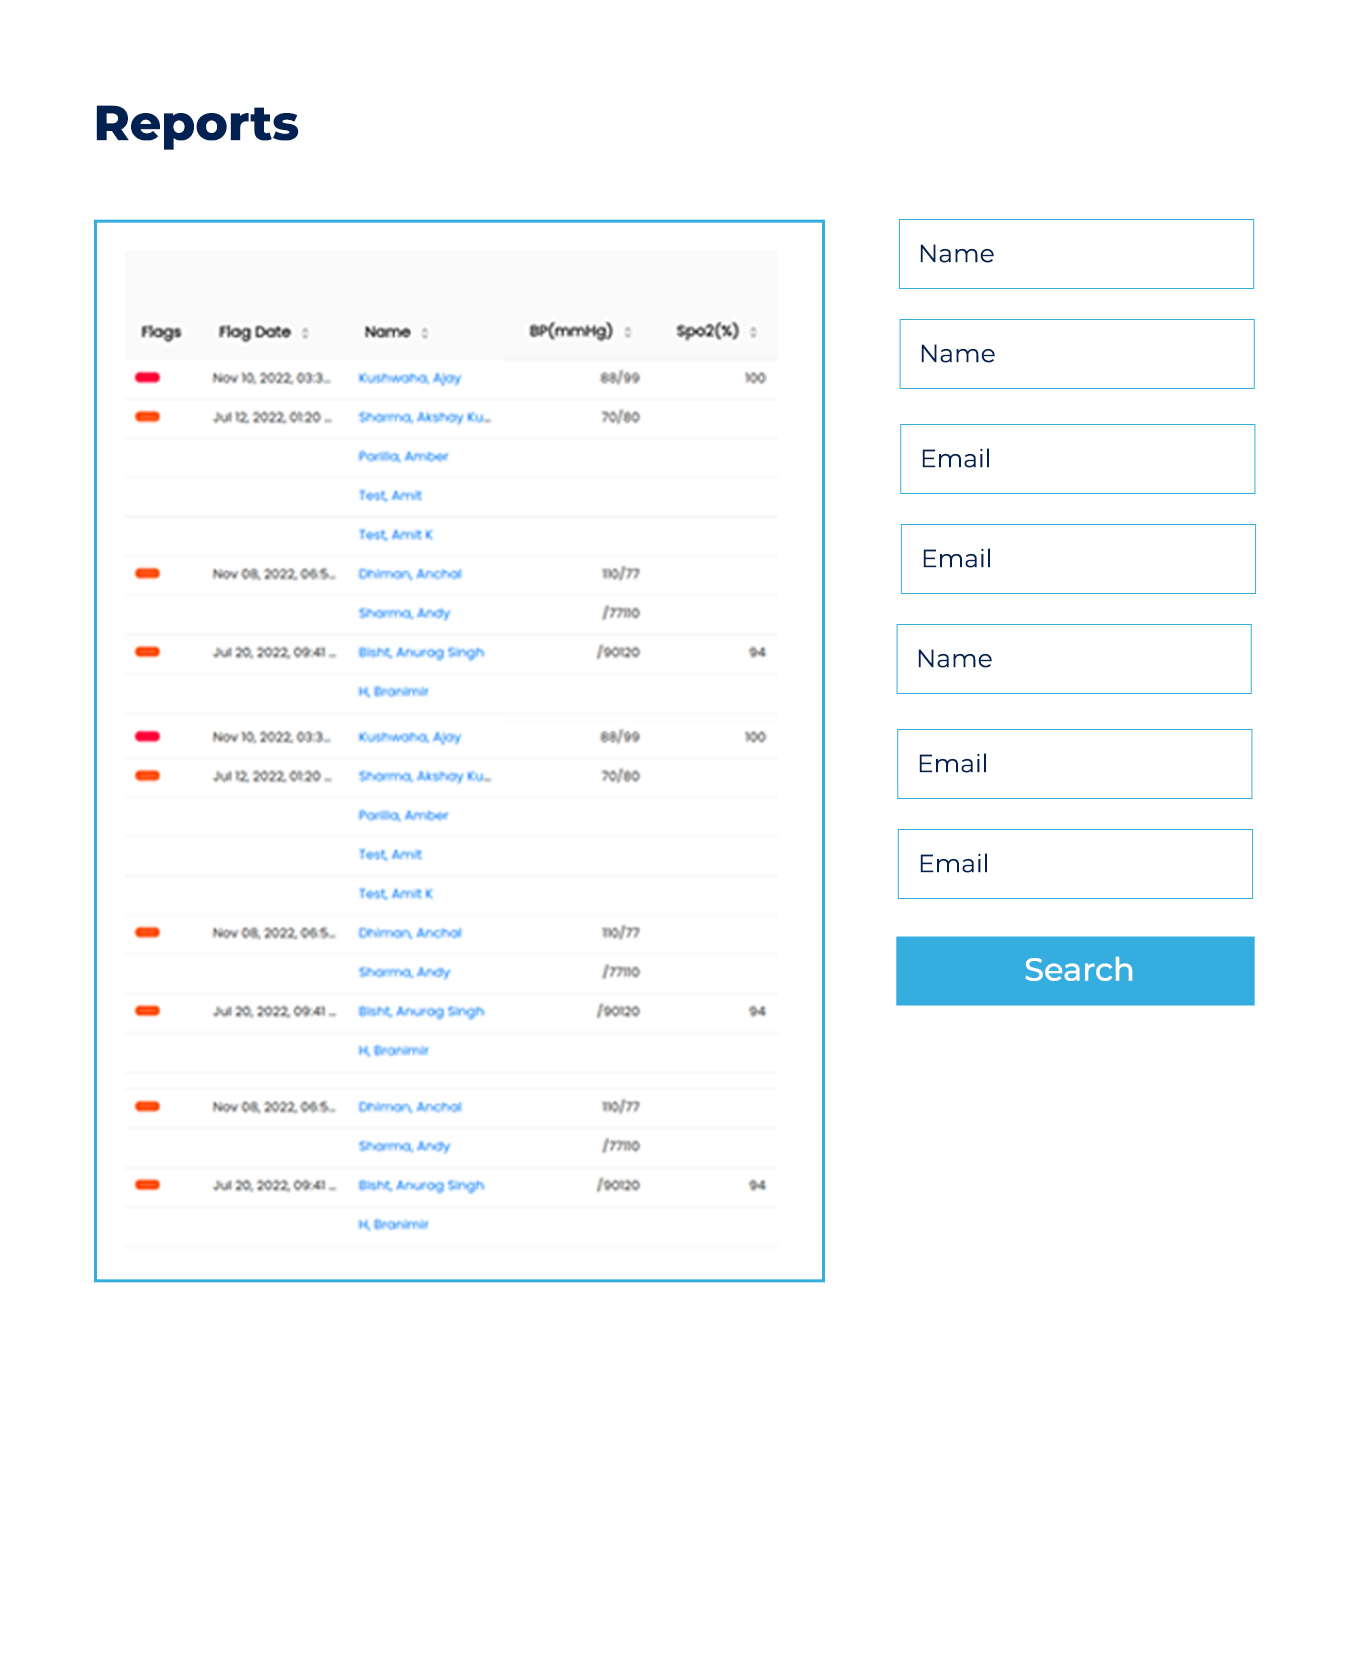 Reports
Flags Flag Date Name BP(mmHg) Spo2(%)
Nov 10, 2022, 03:3... Kushwaha, Ajay 88/99 100
Jul 12, 2022, 01:20 ... Sharma, Akshay Ku... 70/80
Parilla, Amber
Test, Amit
Test, Amit K
Nov 08, 2022, 06:5... Dhiman, Anchal 110/77
Sharma, Andy /77110
Jul 20, 2022, 09:41 ... Bisht, Anurag Singh /90120 94
H, Branimir
Nov 10, 2022, 03:3... Kushwaha, Ajay 88/99 100
Jul 12, 2022, 01:20 ... Sharma, Akshay Ku... 70/80
Parilla, Amber
Test, Amit
Test, Amit K
Nov 08, 2022, 06:5... Dhiman, Anchal 110/77
Sharma, Andy /77110
Jul 20, 2022, 09:41 ... Bisht, Anurag Singh /90120 94
H, Branimir
Nov 08, 2022, 06:5... Dhiman, Anchal 110/77
Sharma, Andy /77110
Jul 20, 2022, 09:41 ... Bisht, Anurag Singh /90120 94
H, Branimir
Name
Name
Email
Email
Name
Email
Email
Search